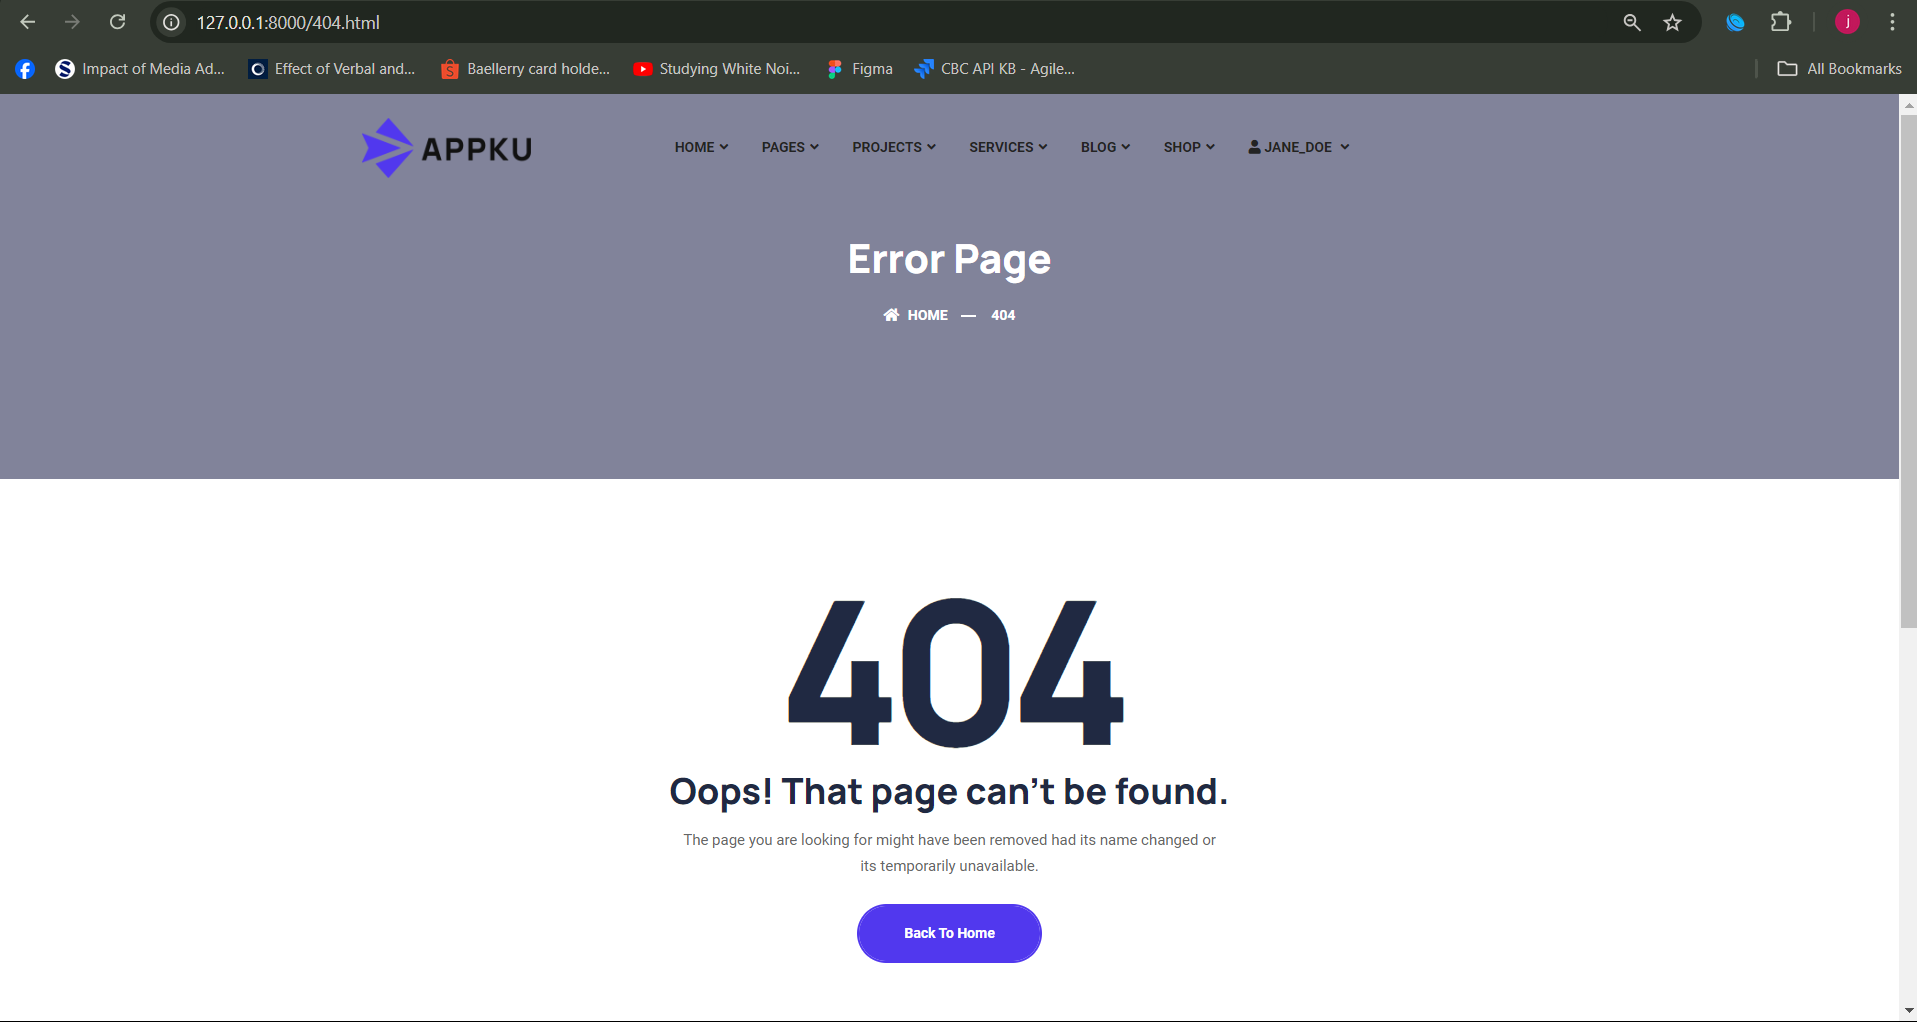 127.0.0.1:8000/404.html
j
Impact of Media Ad... Effect of Verbal and... Baellerry card holde... Studying White Noi... Figma CBC API KB - Agile... All Bookmarks
APPKU HOME PAGES PROJECTS SERVICES BLOG SHOP JANE_DOE
Error Page
HOME — 404
404
Oops! That page can't be found.
The page you are looking for might have been removed had its name changed or
its temporarily unavailable.
Back To Home